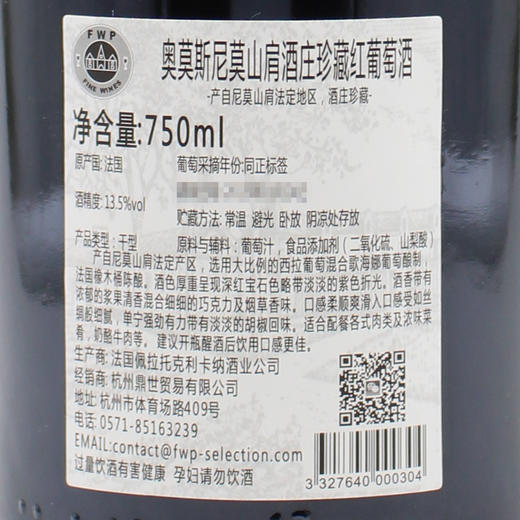 FWP
FINE WINES
奥莫斯尼莫山肩酒庄珍藏红葡萄酒
-产自尼莫山肩法定地区，酒庄珍藏-
净含量:750ml
原产国: 法国 葡萄采摘年份:同正标签
酒精度: 13.5%vol
贮藏方法: 常温 避光 卧放 阴凉处存放
产品类型: 干型 原料与辅料: 葡萄汁，食品添加剂（二氧化硫、山梨酸）
产自尼莫山肩法定产区，选用大比例的西拉葡萄混合歌海娜葡萄酿制，
法国橡木桶陈酿。酒色厚重呈现深红宝石色略带淡淡的紫色折光。酒香带有
浓郁的浆果清香混合细细的巧克力及烟草香味。口感柔顺爽滑入口感受如丝
绸般细腻，单宁强劲有力带有淡淡的胡椒回味。适合配餐各式肉类及浓味菜
肴，奶酪牛肉等。建议开瓶醒酒后饮用口感更佳。
生产商: 法国佩拉托克利卡纳酒业公司
经销商: 杭州鼎世贸易有限公司
地址: 杭州市体育场路409号
电话: 0571-85163239
EMAIL:contact@fwp-selection.com
过量饮酒有害健康 孕妇请勿饮酒
3 327640 000304